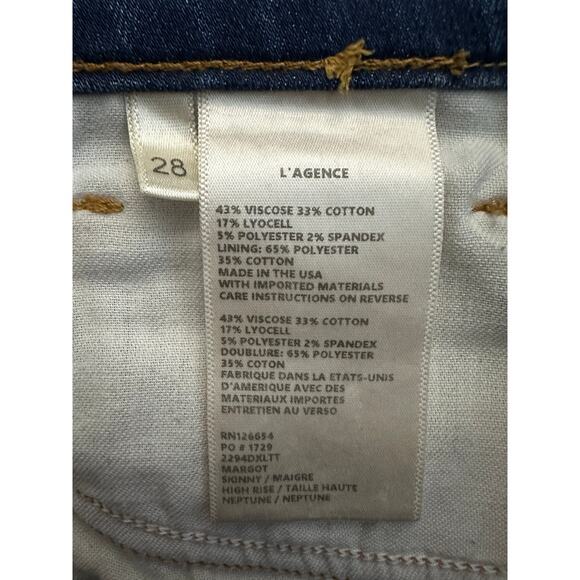 28
L'AGENCE
43% VISCOSE 33% COTTON
17% LYOCELL
5% POLYESTER 2% SPANDEX
LINING: 65% POLYESTER
35% COTTON
MADE IN THE USA
WITH IMPORTED MATERIALS
CARE INSTRUCTIONS ON REVERSE
43% VISCOSE 33% COTTON
17% LYOCELL
5% POLYESTER 2% SPANDEX
DOUBLURE: 65% POLYESTER
35% COTON
FABRIQUE DANS LA ETATS-UNIS
D'AMERIQUE AVEC DES
MATERIAUX IMPORTES
ENTRETIEN AU VERSO
RN126654
PO # 1729
2294DXLTT
MARGOT
SKINNY / MAIGRE
HIGH RISE / TAILLE HAUTE
NEPTUNE / NEPTUNE